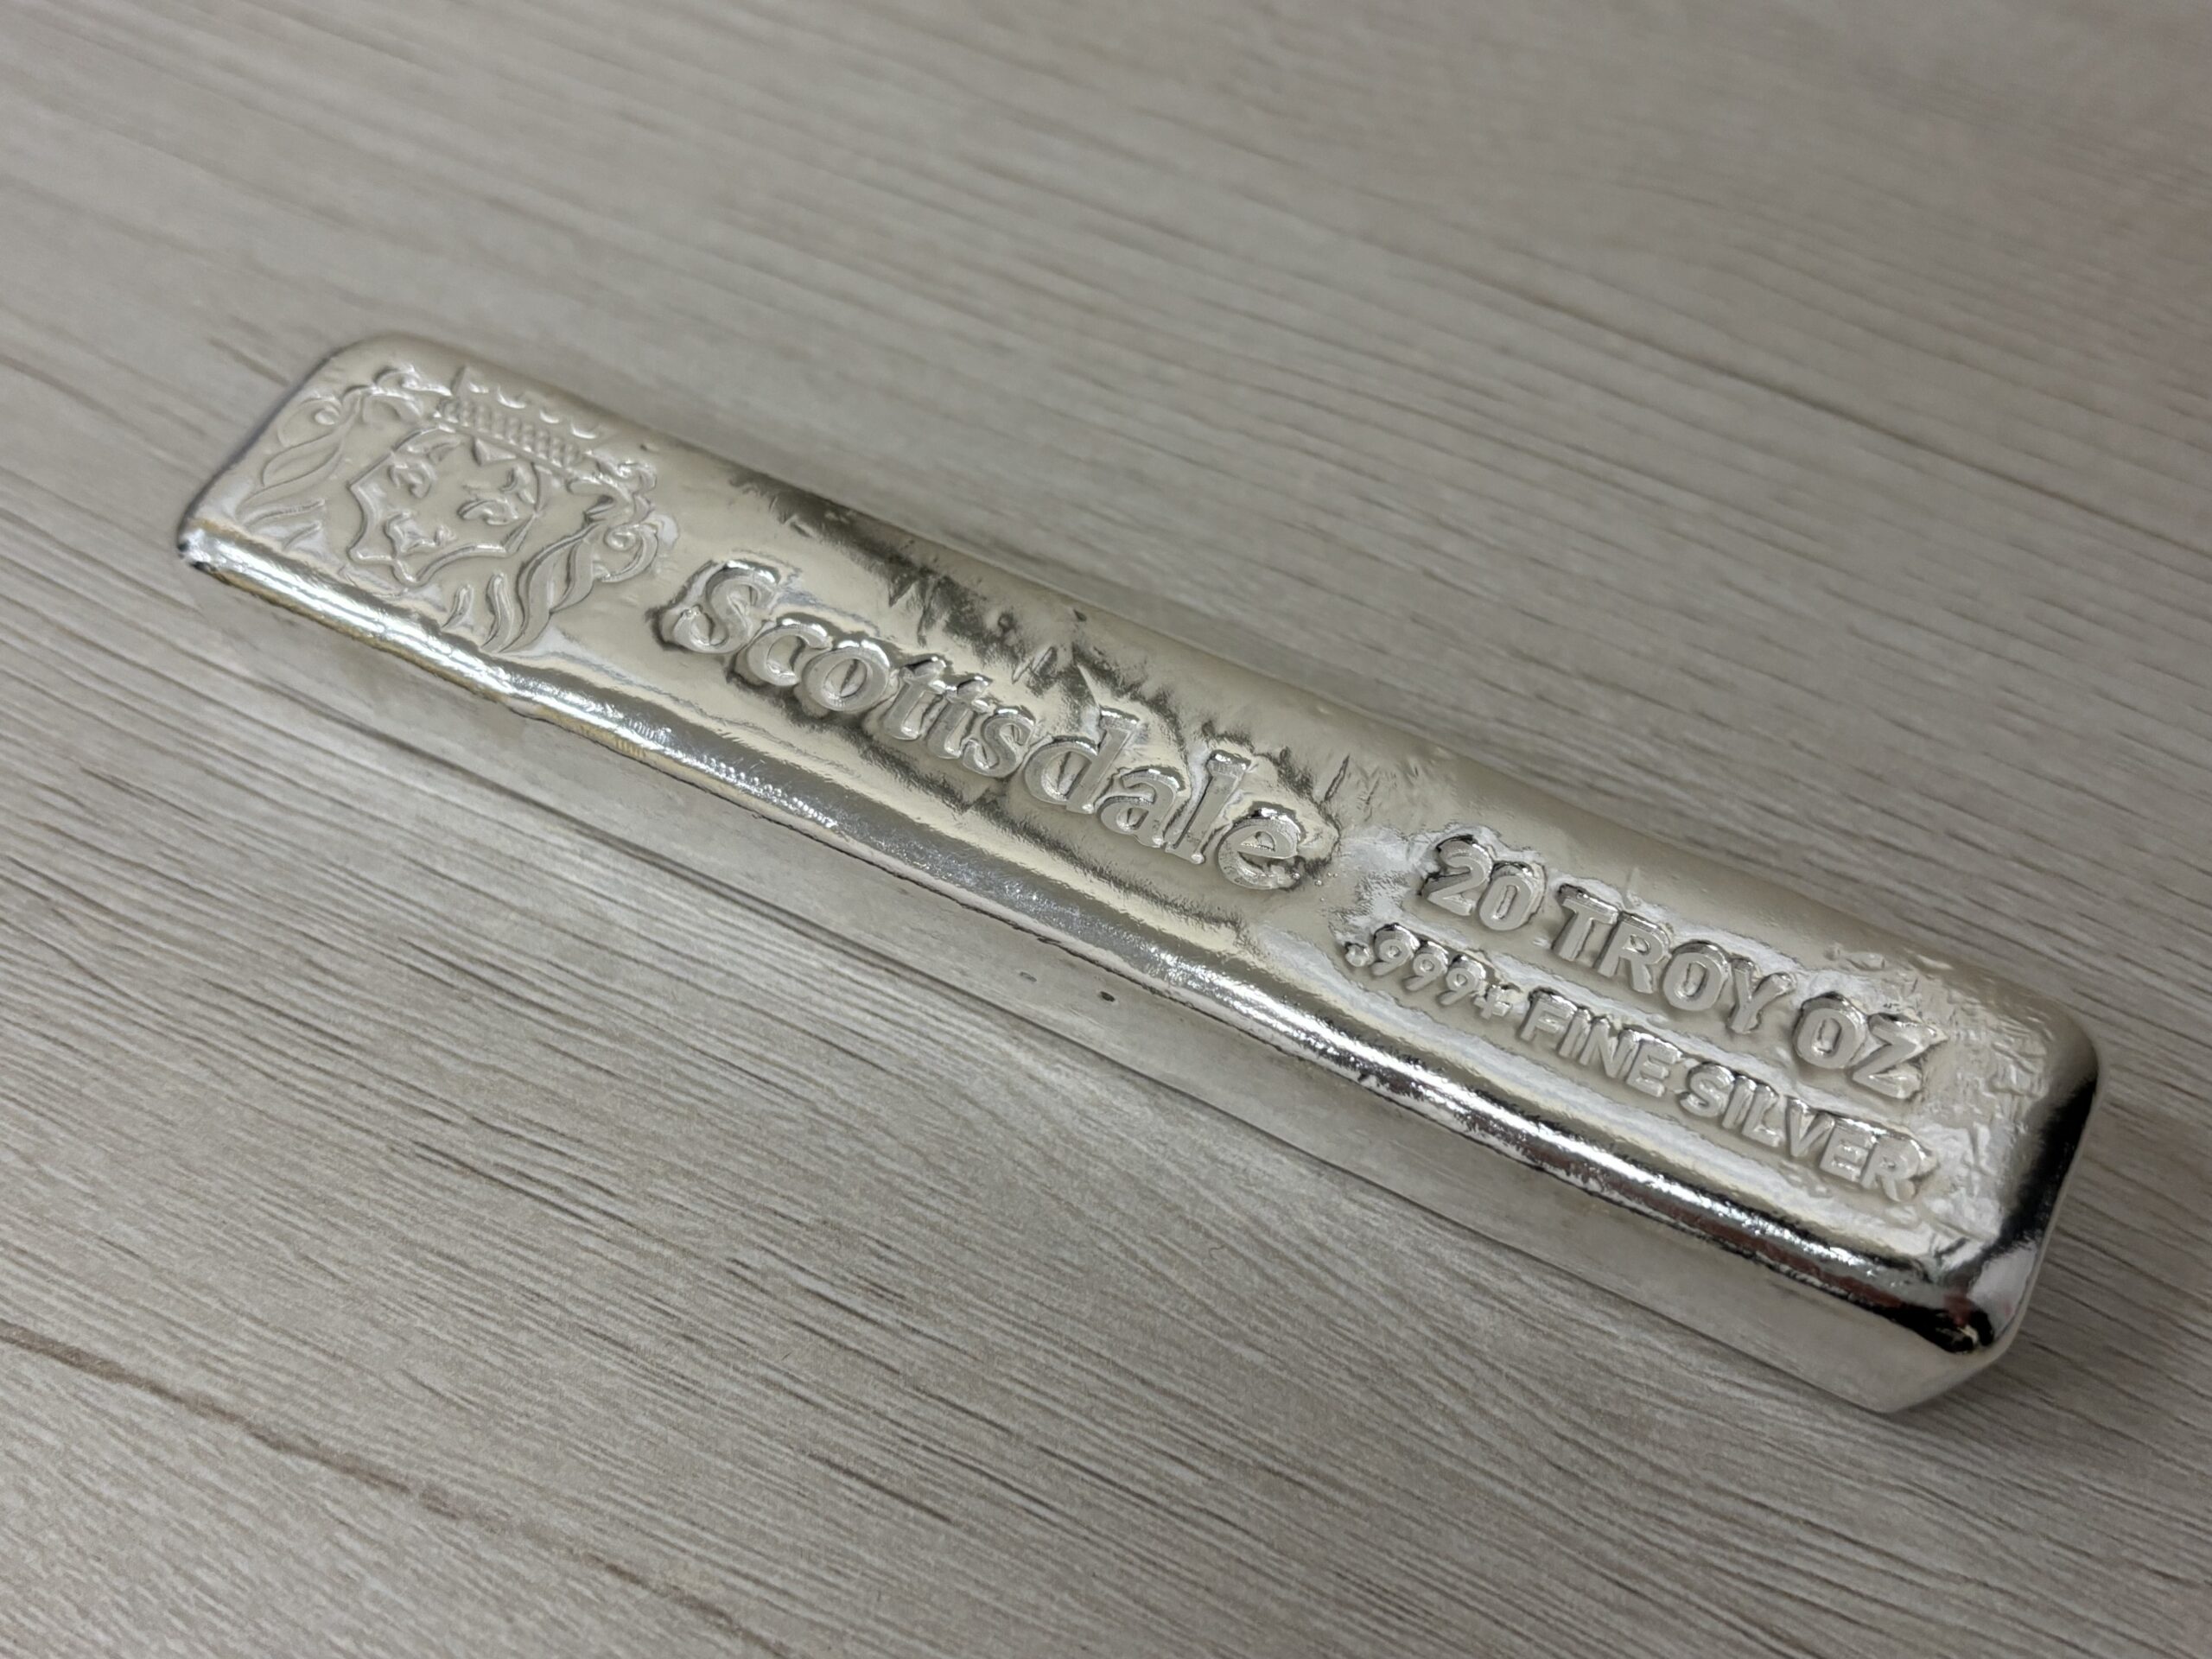 Scottsdale
20 TROY OZ
.999+ FINE SILVER